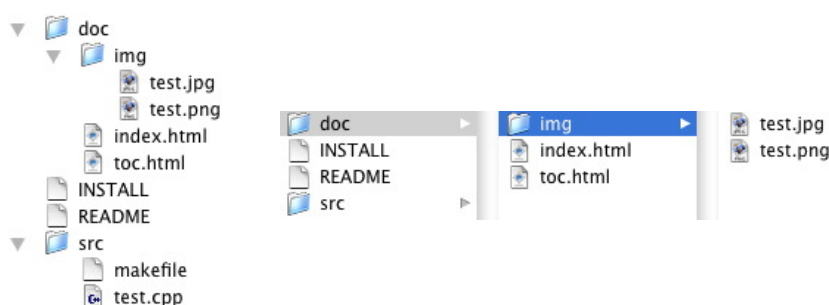 doc
img
test.jpg
test.png
index.html
toc.html
INSTALL
README
src
makefile
test.cpp
doc
INSTALL
README
src
img
index.html
toc.html
test.jpg
test.png